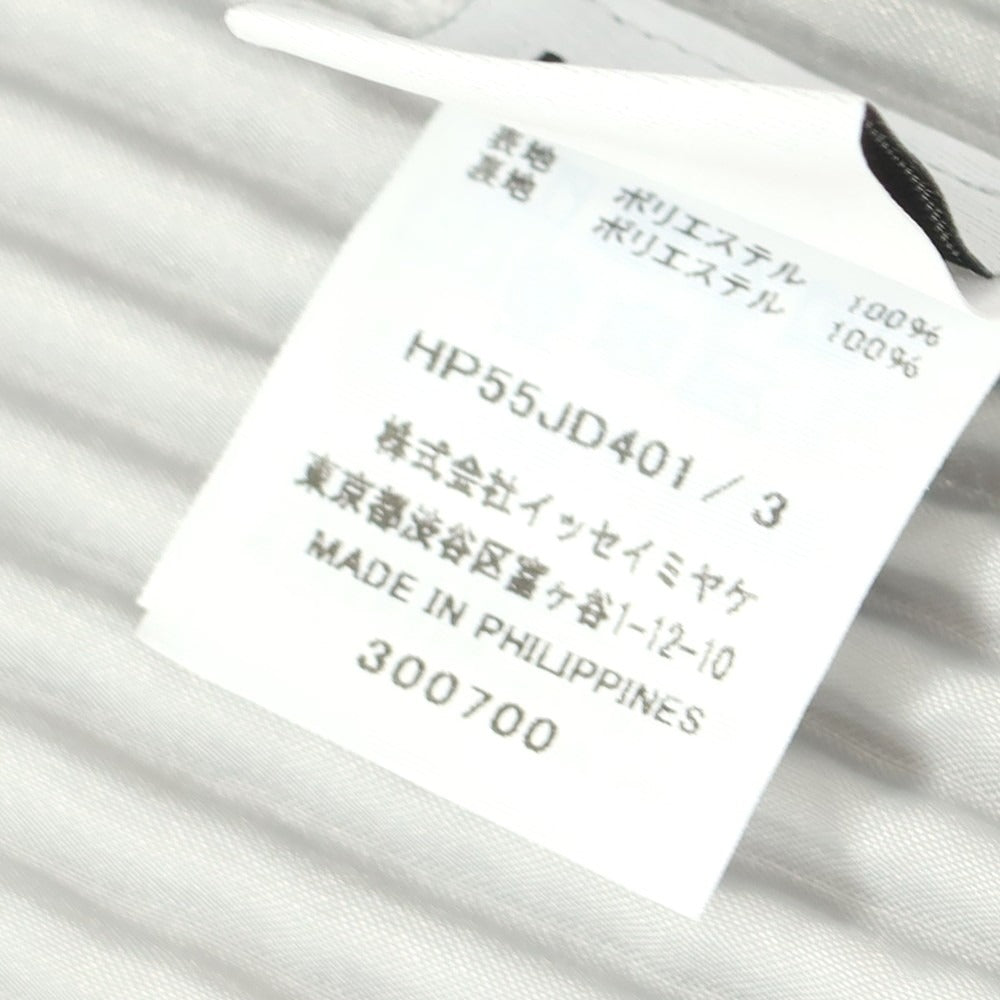 表地 ポリエステル 100%
裏地 ポリエステル 100%
HP55JD401/3
株式会社イッセイミヤケ
東京都渋谷区富ヶ谷1-12-10
MADE IN PHILIPPINES
300700